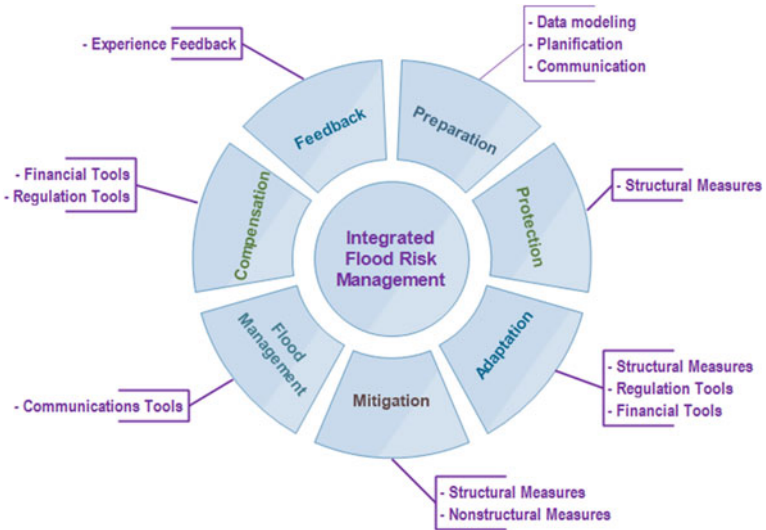 - Experience Feedback
- Data modeling
- Planification
- Communication
Feedback
Preparation
- Financial Tools
- Regulation Tools
Compensation
Protection
- Structural Measures
Integrated
Flood Risk
Management
Flood
Management
Adaptation
- Structural Measures
- Regulation Tools
- Financial Tools
- Communications Tools
Mitigation
- Structural Measures
- Nonstructural Measures